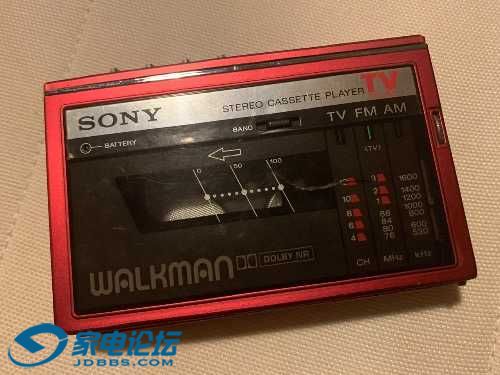 SONY
STEREO CASSETTE PLAYER TV
BATTERY
BAND
TV FM AM
(TV)
0 50 100
12 3 1600
10 2 1400
8 1 1200
1000
6 88 800
84 600
4 80 530
76
WALKMAN DOLBY NR
CH MHz kHz
家电论坛
JDBBS.COM